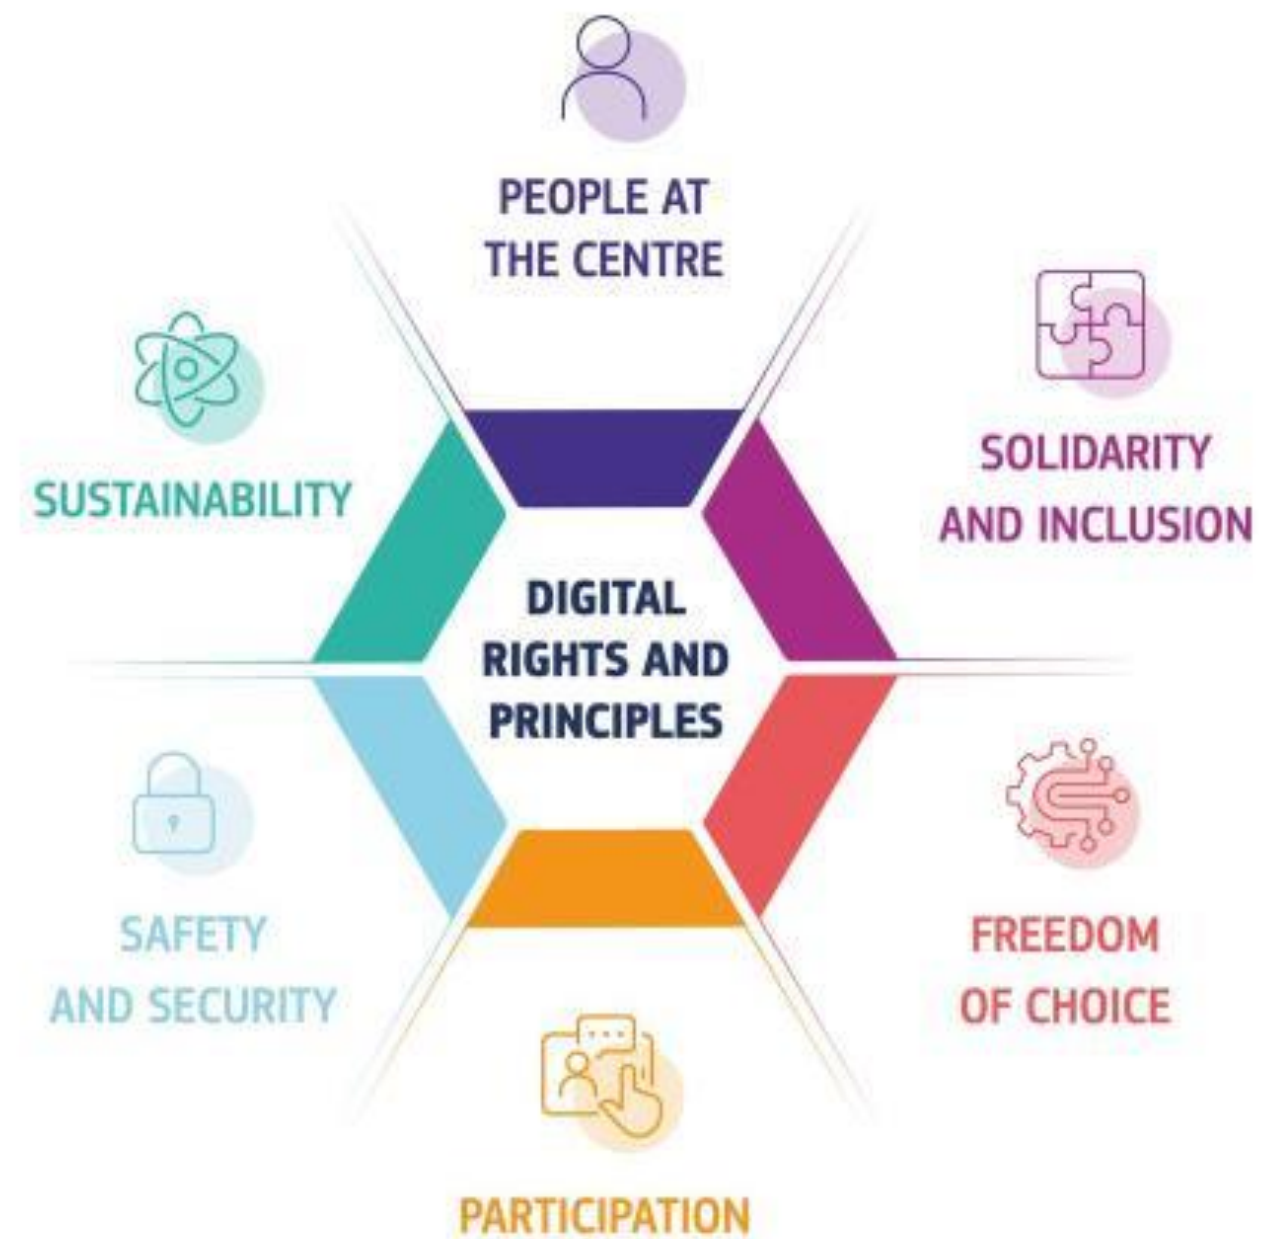 PEOPLE AT
THE CENTRE
SOLIDARITY
AND INCLUSION
SUSTAINABILITY
DIGITAL
RIGHTS AND
PRINCIPLES
SAFETY
AND SECURITY
FREEDOM
OF CHOICE
PARTICIPATION